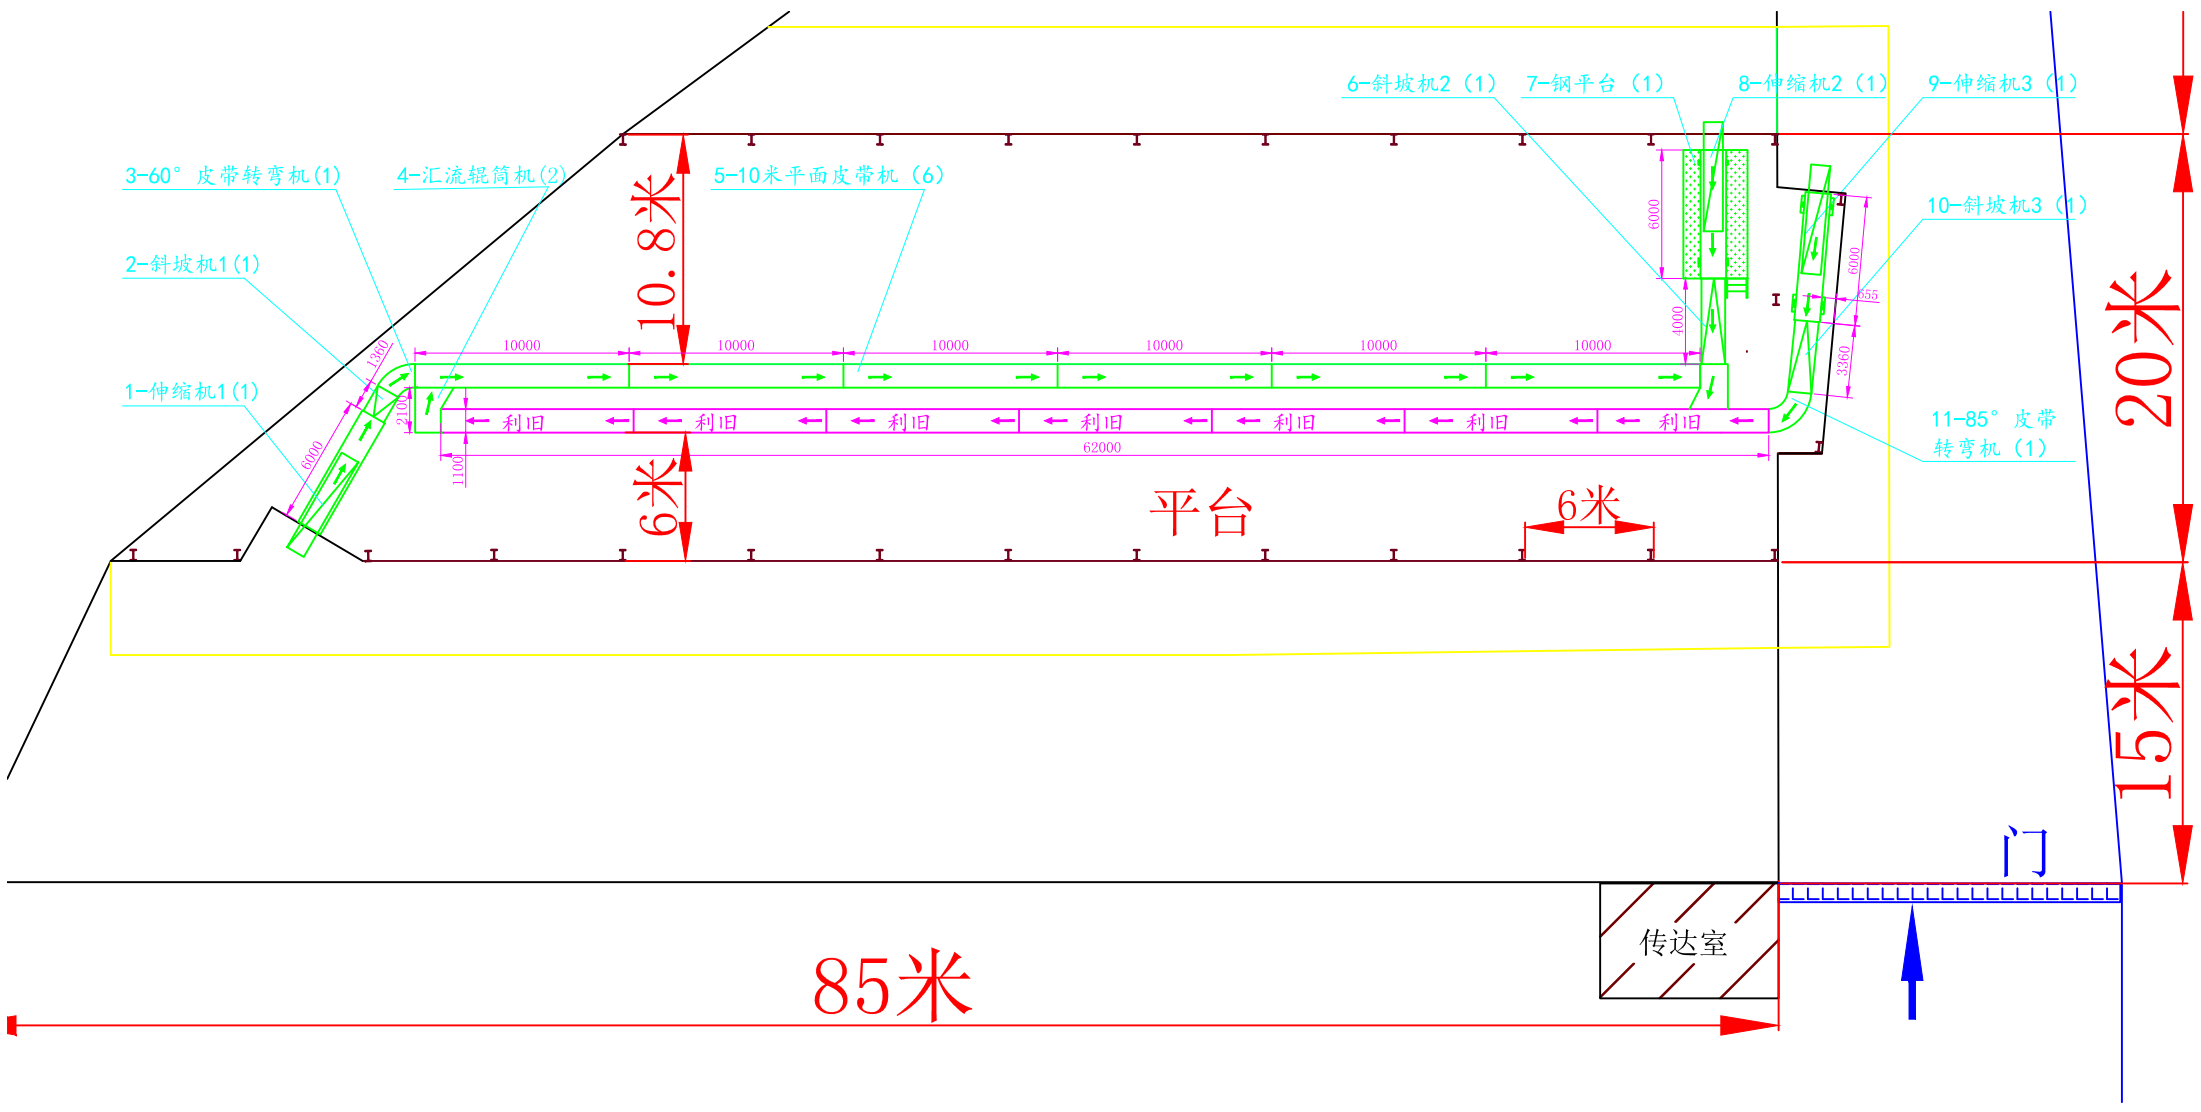 6-斜坡机2 (1)
7-钢平台 (1)
8-伸缩机2 (1)
9-伸缩机3 (1)
3-60° 皮带转弯机(1)
4-汇流辊筒机(2)
5-10米平面皮带机 (6)
10.8米
6000
10-斜坡机3 (1)
6000
655
20米
2-斜坡机1(1)
4000
3360
1360
10000
10000
10000
10000
10000
10000
1-伸缩机1(1)
2100
利旧
利旧
利旧
利旧
利旧
利旧
利旧
11-85° 皮带
转弯机 (1)
6000
1100
62000
6米
平台
6米
15米
门
传达室
85米